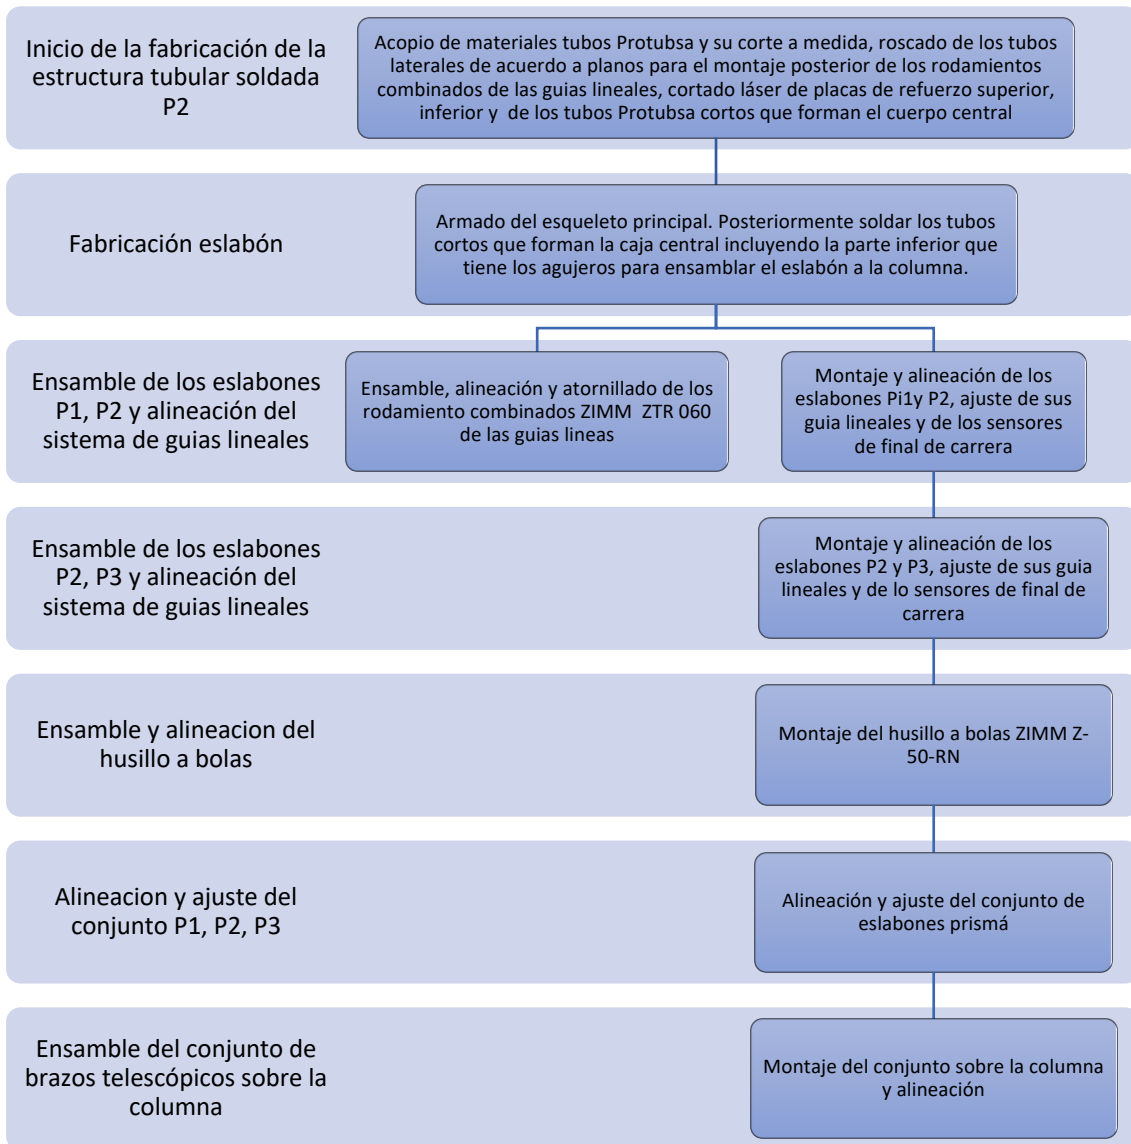 Inicio de la fabricación de la
estructura tubular soldada
P2
Acopio de materiales tubos Protubsa y su corte a medida, roscado de los tubos
laterales de acuerdo a planos para el montaje posterior de los rodamientos
combinados de las guias lineales, cortado láser de placas de refuerzo superior,
inferior y de los tubos Protubsa cortos que forman el cuerpo central
Fabricación eslabón
Armado del esqueleto principal. Posteriormente soldar los tubos
cortos que forman la caja central incluyendo la parte inferior que
tiene los agujeros para ensamblar el eslabón a la columna.
Ensamble de los eslabones
P1, P2 y alineación del
sistema de guias lineales
Ensamble, alineación y atornillado de los
rodamiento combinados ZIMM ZTR 060
de las guias lineas
Montaje y alineación de los
eslabones Pi1y P2, ajuste de sus
guia lineales y de los sensores
de final de carrera
Ensamble de los eslabones
P2, P3 y alineación del
sistema de guias lineales
Montaje y alineación de los
eslabones P2 y P3, ajuste de sus guia
lineales y de lo sensores de final de
carrera
Ensamble y alineacion del
husillo a bolas
Montaje del husillo a bolas ZIMM Z-
50-RN
Alineacion y ajuste del
conjunto P1, P2, P3
Alineación y ajuste del conjunto de
eslabones prismá
Ensamble del conjunto de
brazos telescópicos sobre la
columna
Montaje del conjunto sobre la columna
y alineación